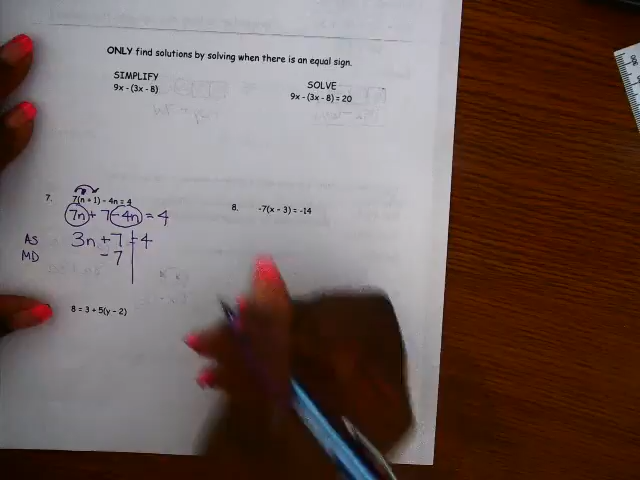 ONLY find solutions by solving when there is an equal sign.
SIMPLIFY
9x - (3x - 8)
SOLVE
9x - (3x - 8) = 20
7. 7(n + 1) - 4n = 4
7n + 7 - 4n = 4
AS 3n + 7 = 4
MD - 7
8. -7(x - 3) = -14
8 = 3 + 5(y - 2)